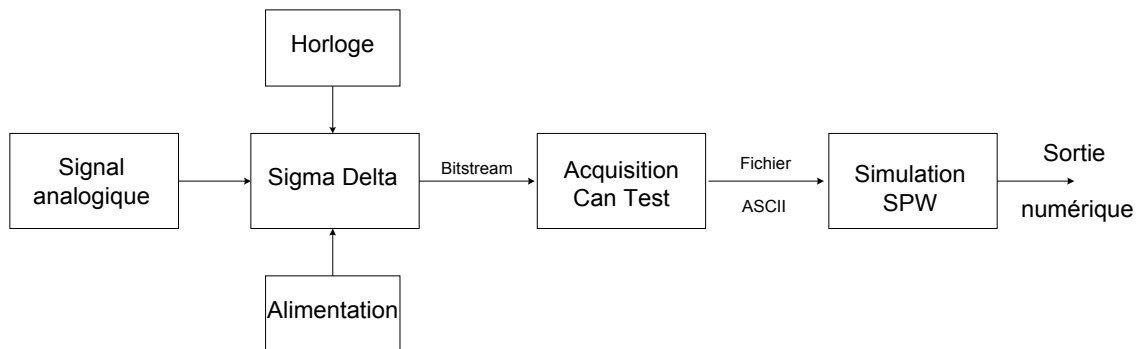 Horloge
Signal
analogique
Sigma Delta
Bitstream
Acquisition
Can Test
Fichier
ASCII
Simulation
SPW
Sortie
numérique
Alimentation